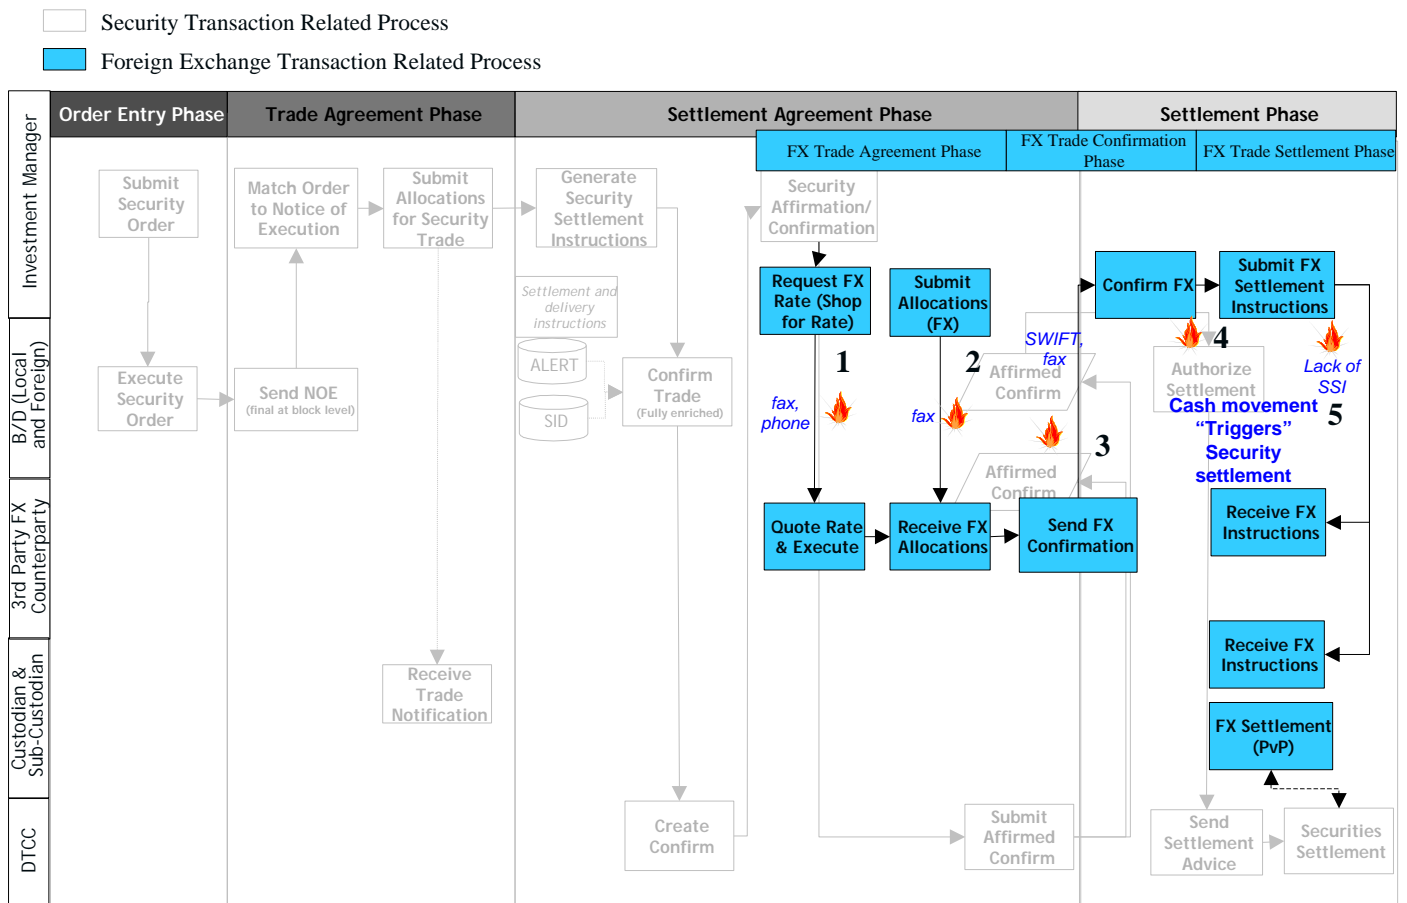 Security Transaction Related Process
Foreign Exchange Transaction Related Process
Order Entry Phase
Trade Agreement Phase
Settlement Agreement Phase
Settlement Phase
FX Trade Agreement Phase
FX Trade Confirmation
Phase
FX Trade Settlement Phase
Investment Manager
B/D (Local
and Foreign)
3rd Party FX
Counterparty
Custodian &
Sub-Custodian
DTCC
Submit
Security
Order
Match Order
to Notice of
Execution
Submit
Allocations
for Security
Trade
Generate
Security
Settlement
Instructions
Security
Affirmation/
Confirmation
Request FX
Rate (Shop
for Rate)
Submit
Allocations
(FX)
Confirm FX
Submit FX
Settlement
Instructions
Settlement and
delivery
instructions
ALERT
SID
Execute
Security
Order
Send NOE
(final at block level)
Confirm
Trade
(Fully enriched)
1
fax,
phone
2
fax
SWIFT,
fax
Affirmed
Confirm
3
Affirmed
Confirm
4
Authorize
Settlement
Lack of
SSI
5
Cash movement
“Triggers”
Security
settlement
Quote Rate
& Execute
Receive FX
Allocations
Send FX
Confirmation
Receive FX
Instructions
Receive FX
Instructions
Receive
Trade
Notification
FX Settlement
(PvP)
Create
Confirm
Submit
Affirmed
Confirm
Send
Settlement
Advice
Securities
Settlement